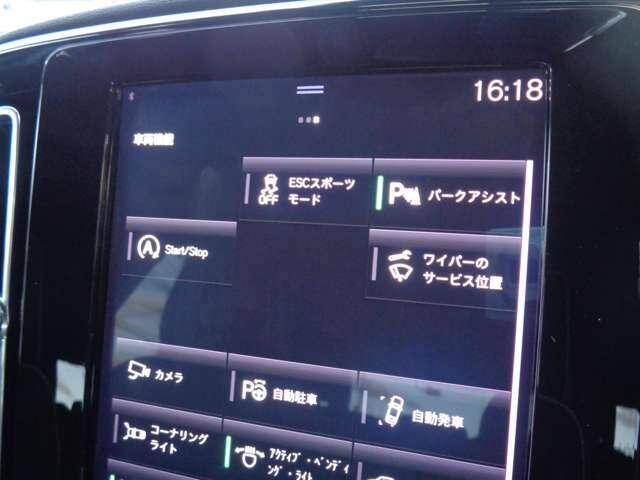 16:18
車両機能
OFF
ESCスポーツ
モード
P
パークアシスト
A
Start/Stop
ワイパーの
サービス位置
カメラ
P
自動駐車
自動発車
コーナリング
ライト
アクティブ・ベンディ
ング・ライト